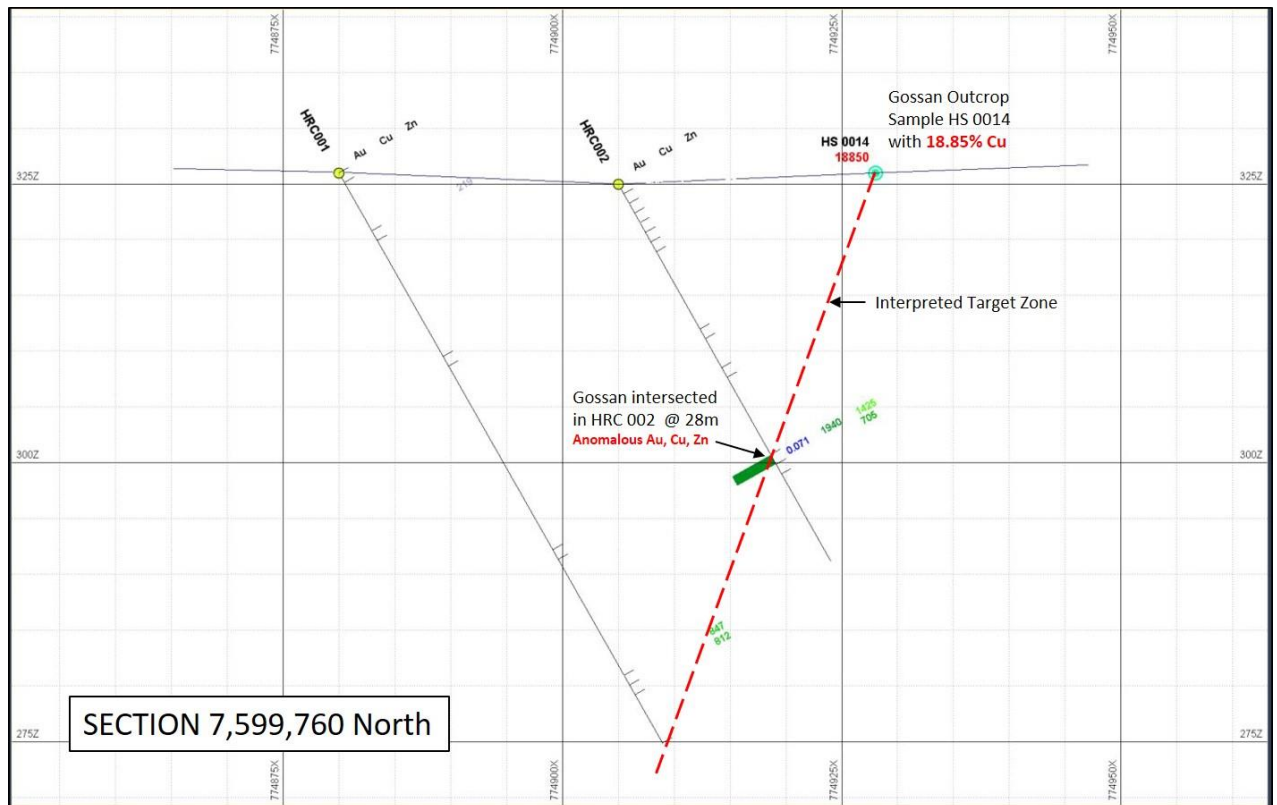 774875X
774900X
774925X
774950X
HRC001
Au Cu Zn
HRC002
Au Cu Zn
HS 0014
18850
Gossan Outcrop
Sample HS 0014
with 18.85% Cu
325Z
325Z
219
Interpreted Target Zone
Gossan intersected
in HRC 002 @ 28m
Anomalous Au, Cu, Zn
0.071
1940
1425
705
300Z
300Z
812
SECTION 7,599,760 North
275Z
275Z
774875X
774900X
774925X
774950X